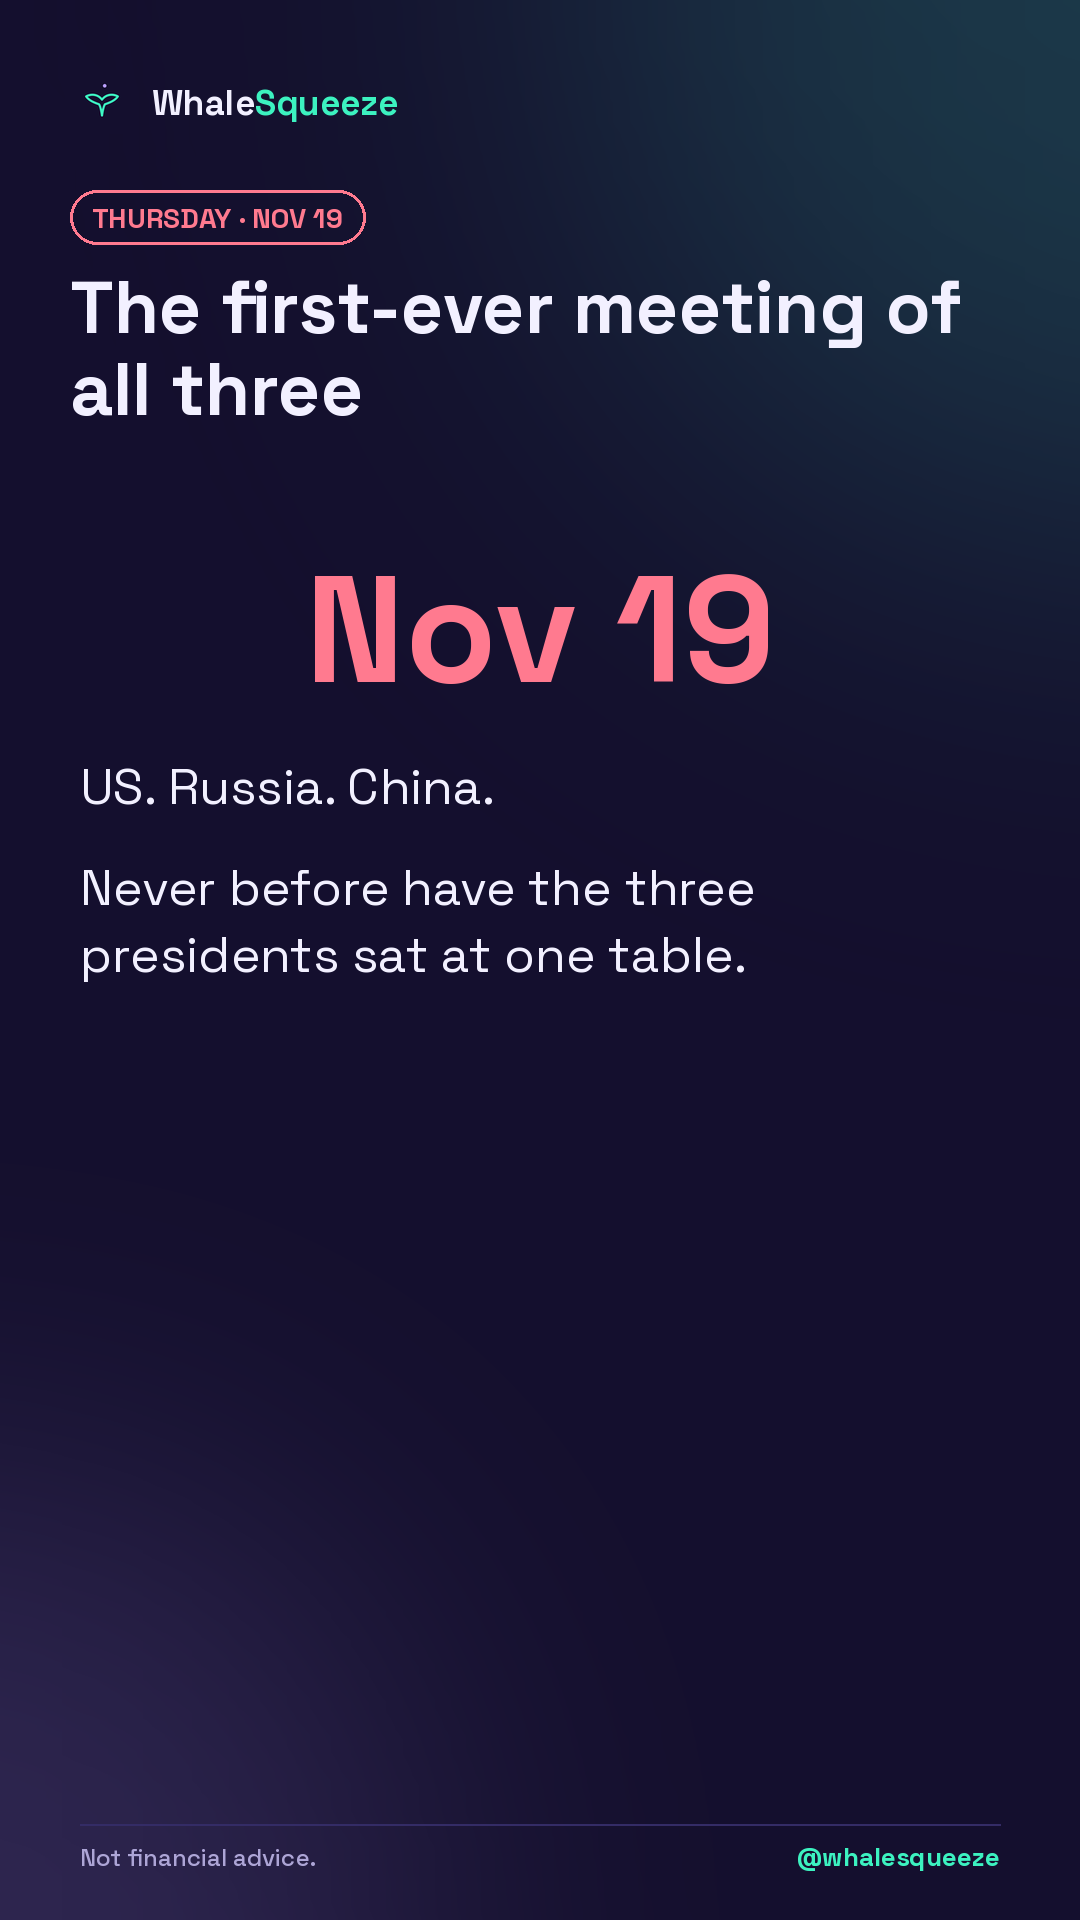 WhaleSqueeze
THURSDAY · NOV 19
The first-ever meeting of
all three
Nov 19
US. Russia. China.
Never before have the three
presidents sat at one table.
Not financial advice.
@whalesqueeze